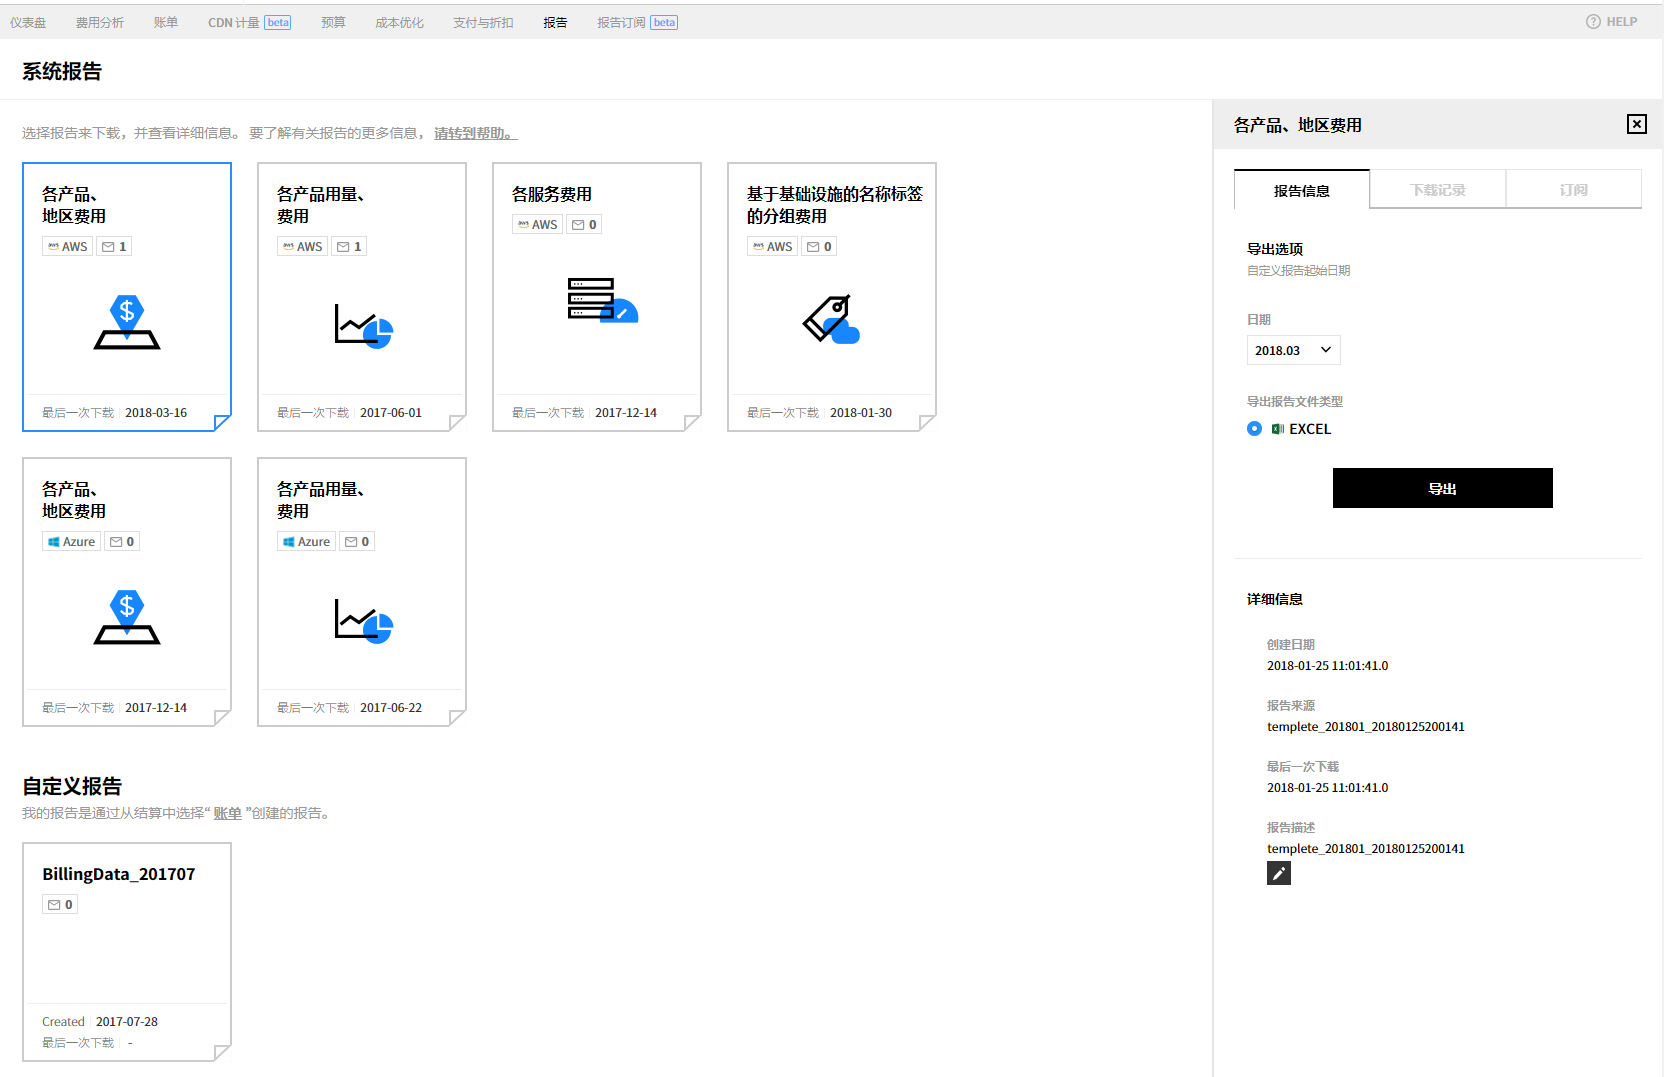 仪表盘 费用分析 账单 CDN 计量 beta 预算 成本优化 支付与折扣 报告 报告订阅 beta HELP
系统报告
选择报告来下载，并查看详细信息。 要了解有关报告的更多信息， 请转到帮助。
各产品、
地区费用
AWS 1
最后一次下载 2018-03-16
各产品用量、
费用
AWS 1
最后一次下载 2017-06-01
各服务费用
AWS 0
最后一次下载 2017-12-14
基于基础设施的名称标签
的分组费用
AWS 0
最后一次下载 2018-01-30
各产品、
地区费用
Azure 0
最后一次下载 2017-12-14
各产品用量、
费用
Azure 0
最后一次下载 2017-06-22
自定义报告
我的报告是通过从结算中选择“ 账单 ”创建的报告。
BillingData_201707
0
Created 2017-07-28
最后一次下载 -
各产品、地区费用
报告信息 下载记录 订阅
导出选项
自定义报告起始日期
日期
2018.03
导出报告文件类型
EXCEL
导出
详细信息
创建日期
2018-01-25 11:01:41.0
报告来源
templete_201801_20180125200141
最后一次下载
2018-01-25 11:01:41.0
报告描述
templete_201801_20180125200141